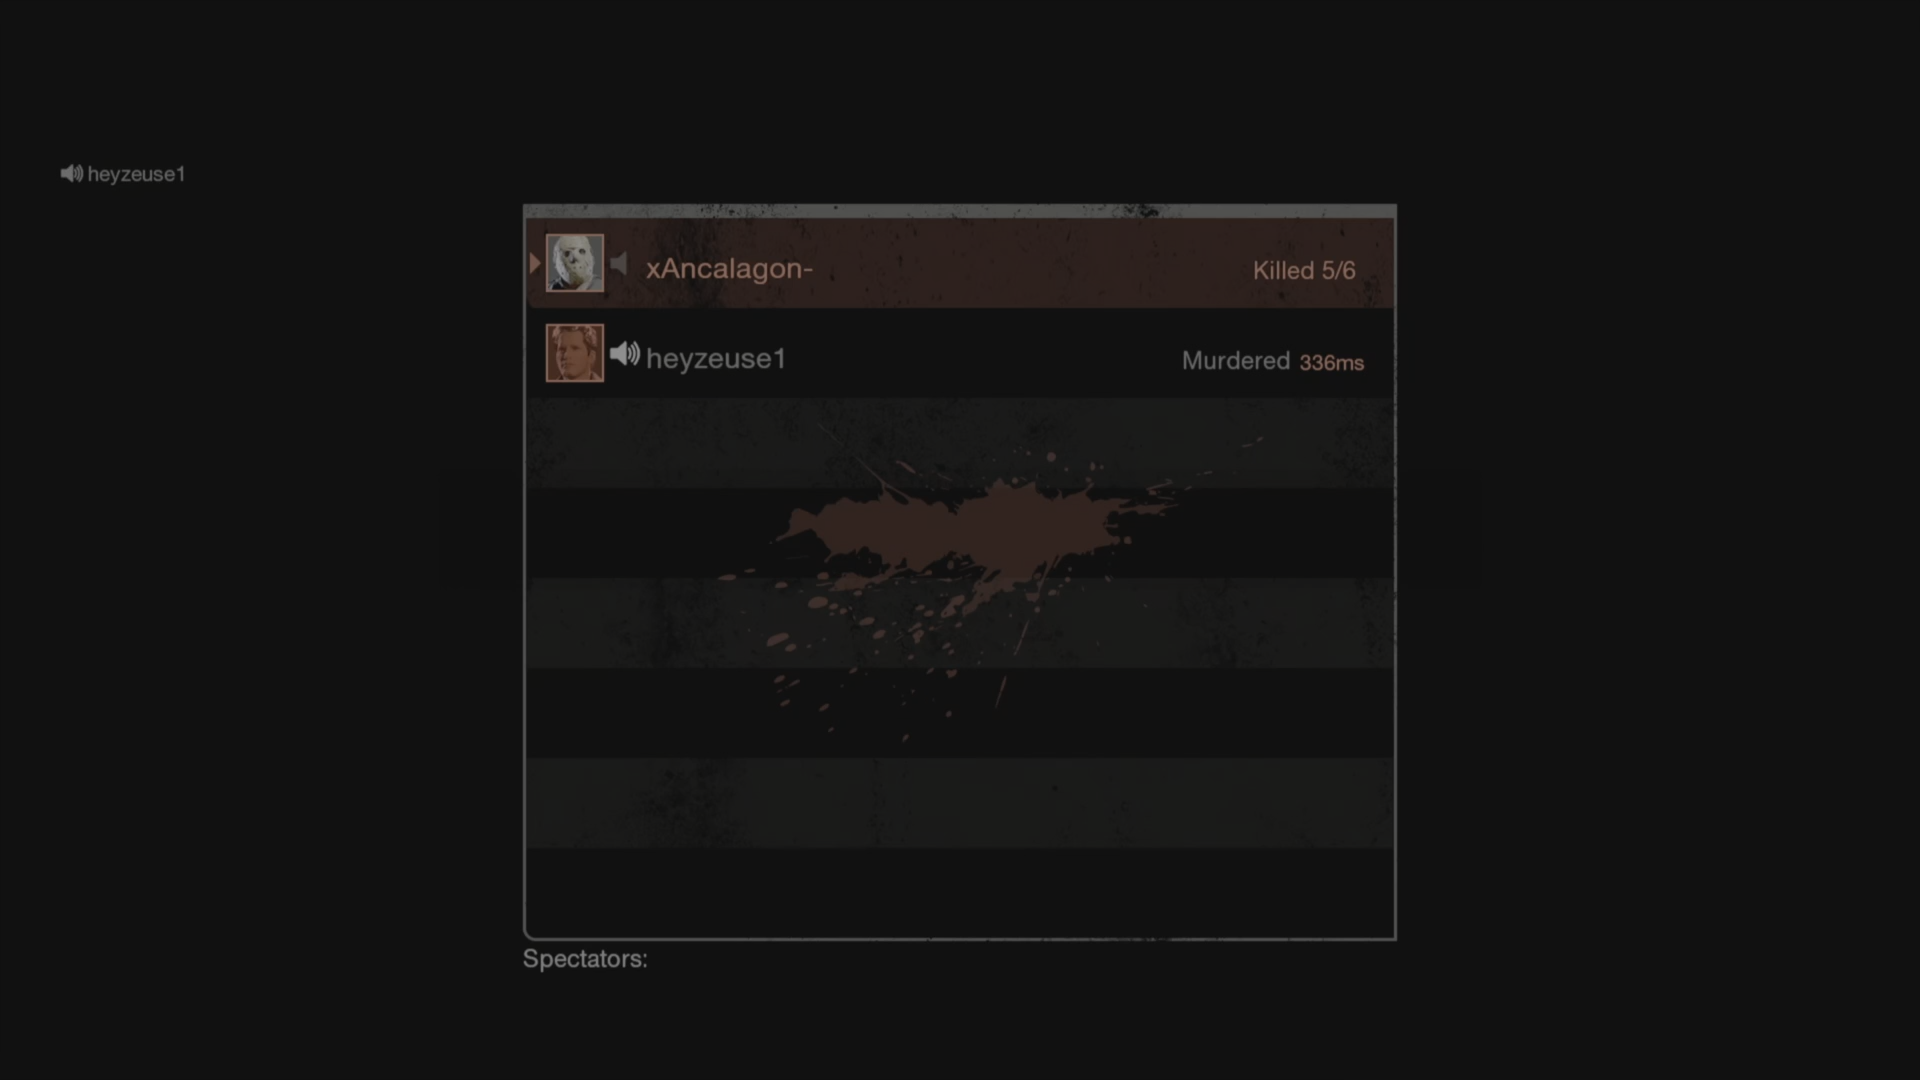 heyzeuse1
xAncalagon-
Killed 5/6
heyzeuse1
Murdered 336ms
Spectators: